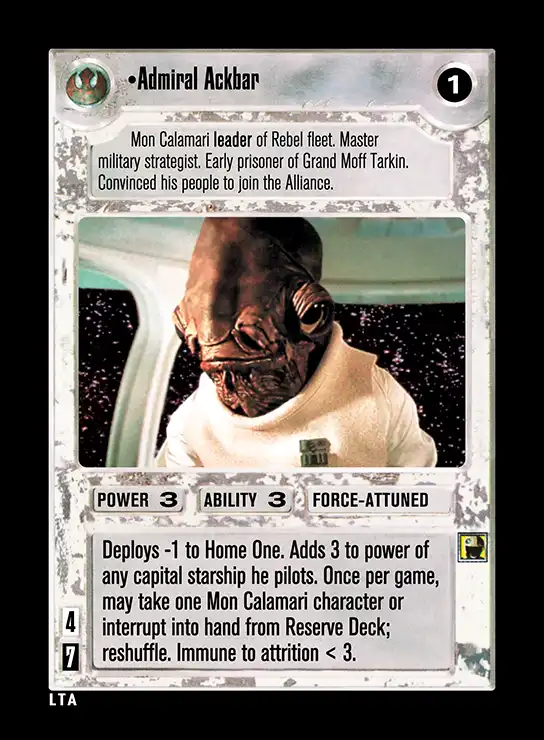 •Admiral Ackbar
1
Mon Calamari leader of Rebel fleet. Master
military strategist. Early prisoner of Grand Moff Tarkin.
Convinced his people to join the Alliance.
POWER 3 ABILITY 3 FORCE-ATTUNED
Deploys -1 to Home One. Adds 3 to power of
any capital starship he pilots. Once per game,
may take one Mon Calamari character or
interrupt into hand from Reserve Deck;
reshuffle. Immune to attrition < 3.
4
7
LTA